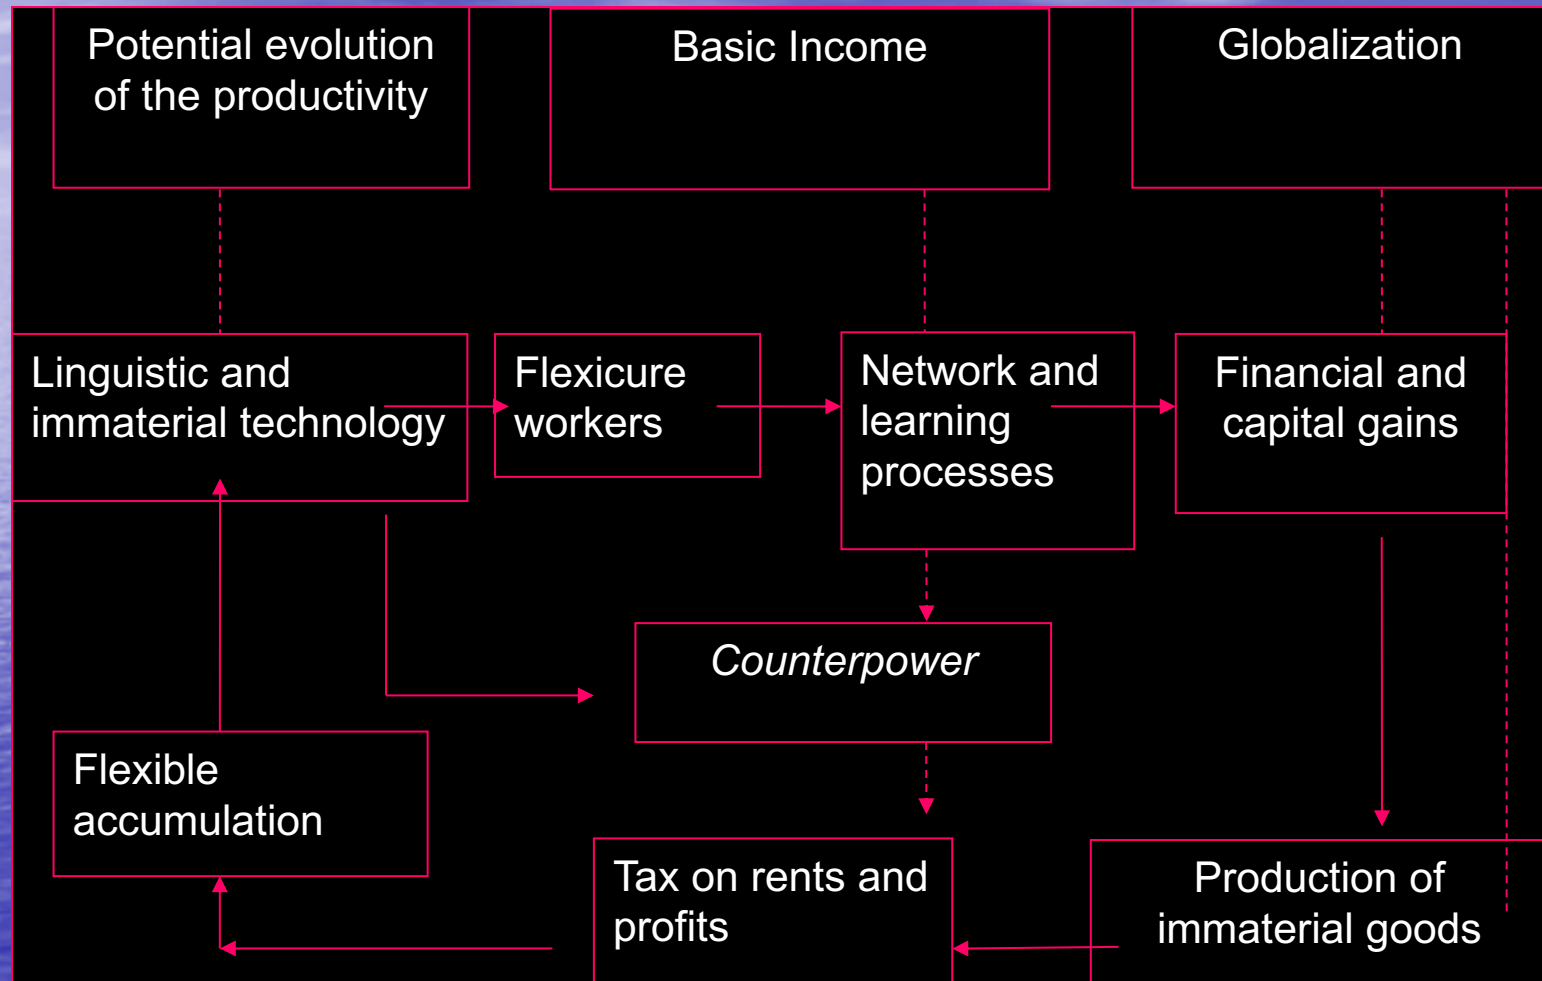 Potential evolution
of the productivity
Basic Income
Globalization
Linguistic and
immaterial technology
Flexicure
workers
Network and
learning
processes
Financial and
capital gains
Counterpower
Flexible
accumulation
Tax on rents and
profits
Production of
immaterial goods